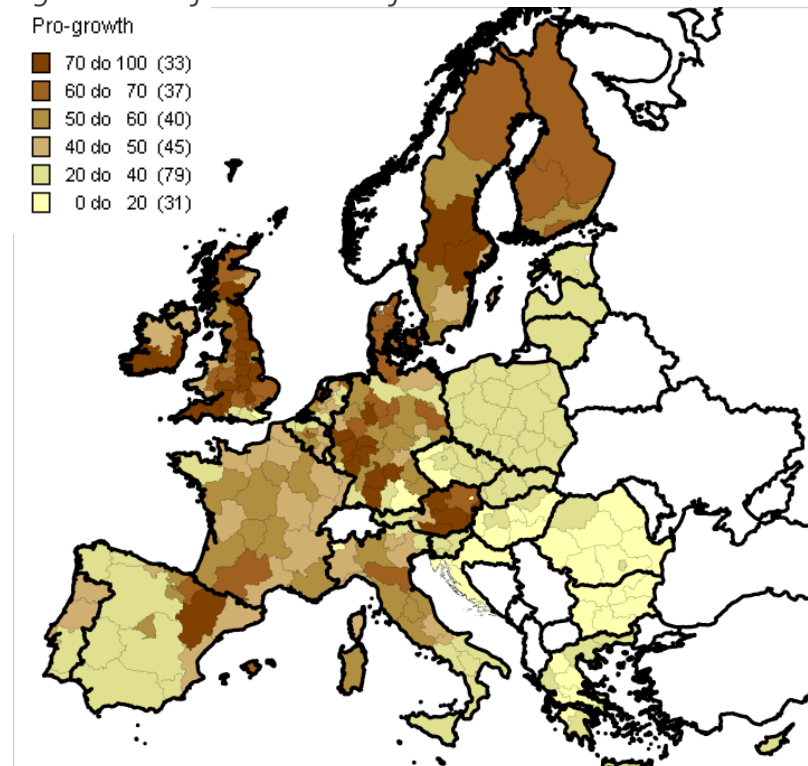 Pro-growth
70 do 100 (33)
60 do 70 (37)
50 do 60 (40)
40 do 50 (45)
20 do 40 (79)
0 do 20 (31)